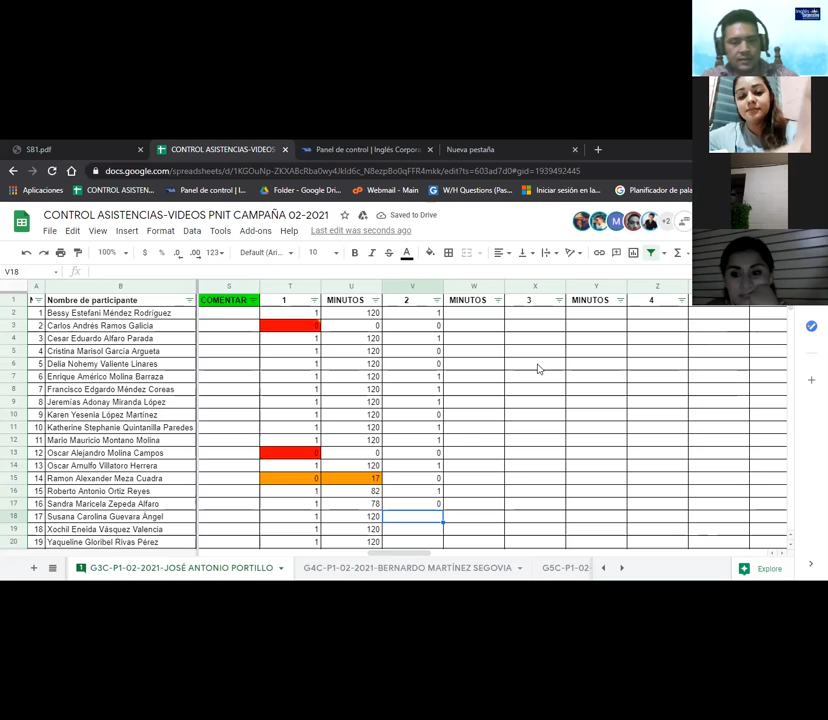 Inglés
SB1.pdf
CONTROL ASISTENCIAS-VIDEOS
Panel de control | Inglés Corpora
Nueva pestaña
docs.google.com/spreadsheets/d/
Aplicaciones
CONTROL ASISTEN...
Panel de control | I...
Folder - Google Dri...
Webmail - Main
W/H Questions (Pas...
Iniciar sesión en la...
Planificador de pala
CONTROL ASISTENCIAS-VIDEOS PNIT CAMPAÑA 02-2021
Saved to Drive
File Edit View Insert Format Data Tools Add-ons Help Last edit was seconds ago
M +2
100% $ % .0 .00 123 Default (Ari... 10 B I S A
V18 fx
A B S T U V W X Y Z
1 Nombre de participante COMENTAR 1 MINUTOS 2 MINUTOS 3 MINUTOS 4
2 1 Bessy Estefani Méndez Rodríguez 1 120 1
3 2 Carlos Andrés Ramos Galicia 0 0 0
4 3 Cesar Eduardo Alfaro Parada 1 120 1
5 4 Cristina Marisol García Argueta 1 120 0
6 5 Delia Nohemy Valiente Linares 1 120 0
7 6 Enrique Américo Molina Barraza 1 120 1
8 7 Francisco Edgardo Méndez Coreas 1 120 1
9 8 Jeremías Adonay Miranda López 1 120 1
10 9 Karen Yesenia López Martínez 1 120 0
11 10 Katherine Stephanie Quintanilla Paredes 1 120 1
12 11 Mario Mauricio Montano Molina 1 120 1
13 12 Oscar Alejandro Molina Campos 0 0 0
14 13 Oscar Arnulfo Villatoro Herrera 1 120 1
15 14 Ramon Alexander Meza Cuadra 0 17 0
16 15 Roberto Antonio Ortiz Reyes 1 82 1
17 16 Sandra Maricela Zepeda Alfaro 1 78 0
18 17 Susana Carolina Guevara Ángel 1 120
19 18 Xochil Eneida Vásquez Valencia 1 120
20 19 Yaqueline Gloribel Rivas Pérez 1 120
1 G3C-P1-02-2021-JOSÉ ANTONIO PORTILLO
G4C-P1-02-2021-BERNARDO MARTÍNEZ SEGOVIA
G5C-P1-02-
Explore